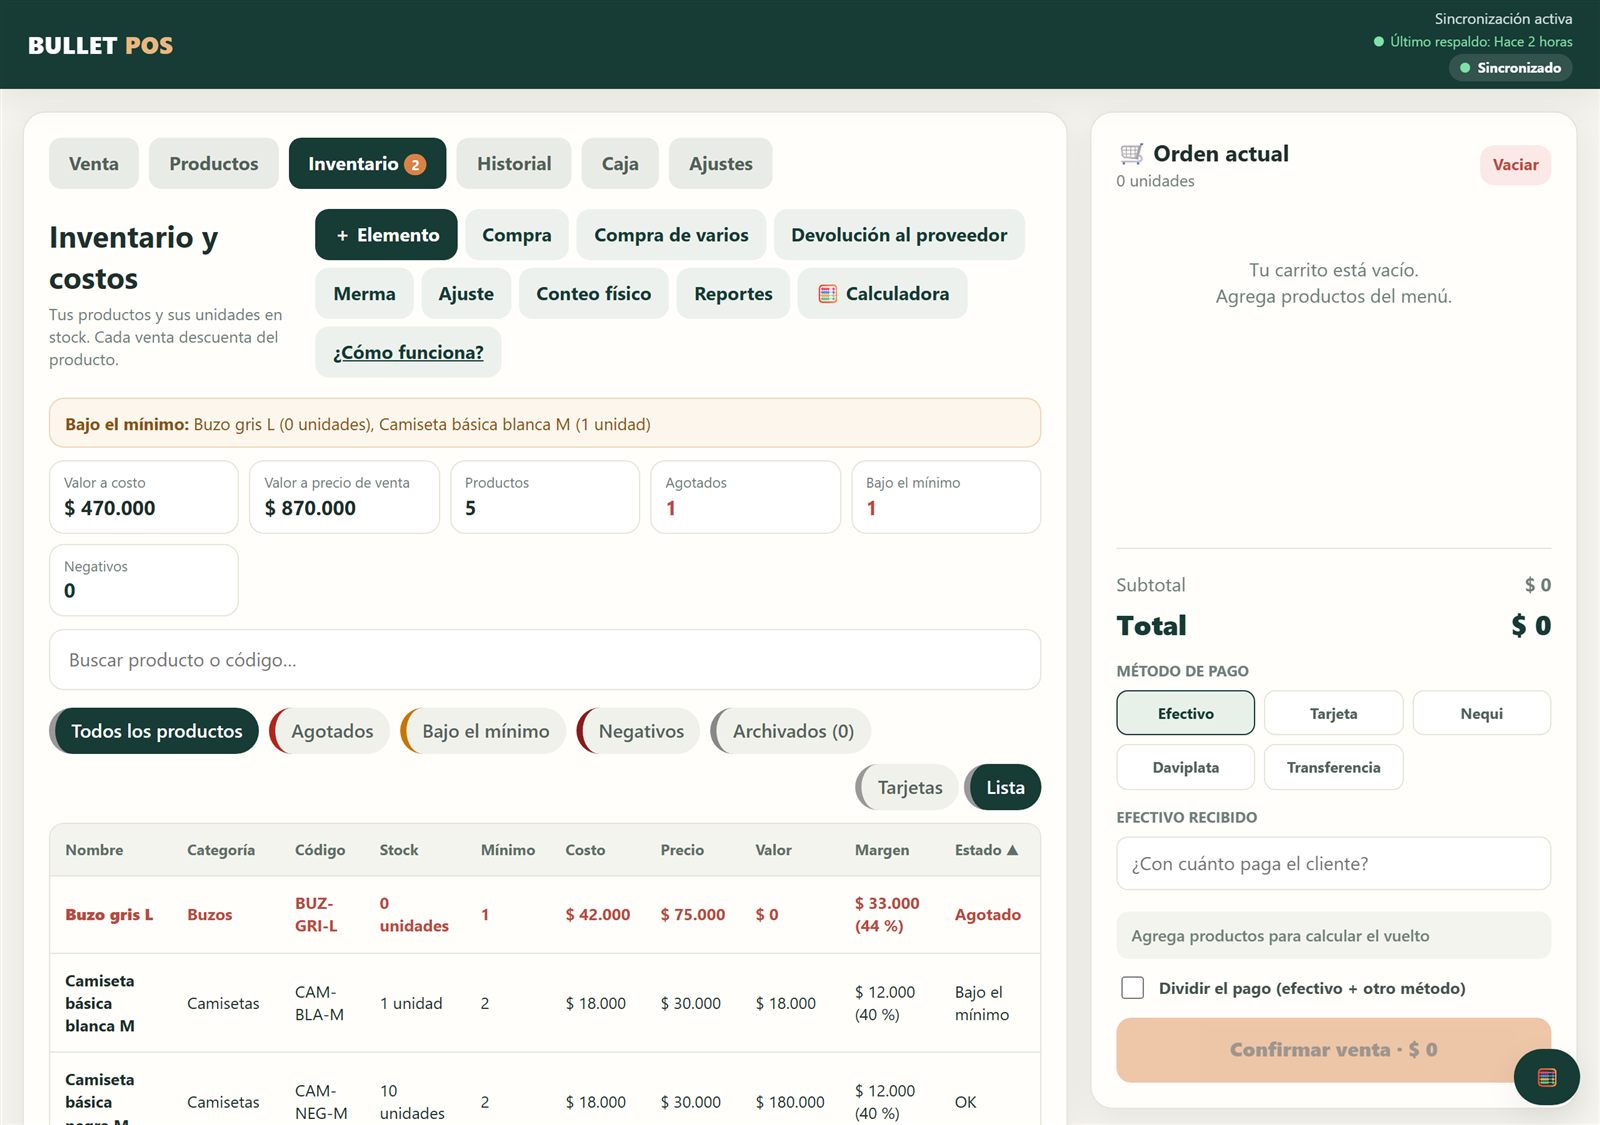 BULLET POS
Sincronización activa
Último respaldo: Hace 2 horas
Sincronizado
Venta
Productos
Inventario 2
Historial
Caja
Ajustes
Inventario y
costos
Tus productos y sus unidades en
stock. Cada venta descuenta del
producto.
+ Elemento
Compra
Compra de varios
Devolución al proveedor
Merma
Ajuste
Conteo físico
Reportes
Calculadora
¿Cómo funciona?
Bajo el mínimo: Buzo gris L (0 unidades), Camiseta básica blanca M (1 unidad)
Valor a costo
$ 470.000
Valor a precio de venta
$ 870.000
Productos
5
Agotados
1
Bajo el mínimo
1
Negativos
0
Buscar producto o código...
Todos los productos
Agotados
Bajo el mínimo
Negativos
Archivados (0)
Tarjetas
Lista
Nombre Categoría Código Stock Mínimo Costo Precio Valor Margen Estado ▲
Buzo gris L
Buzos
BUZ-
GRI-L
0
unidades
1
$ 42.000
$ 75.000
$ 0
$ 33.000
(44 %)
Agotado
Camiseta
básica
blanca M
Camisetas
CAM-
BLA-M
1 unidad
2
$ 18.000
$ 30.000
$ 18.000
$ 12.000
(40 %)
Bajo el
mínimo
Camiseta
básica
negra M
Camisetas
CAM-
NEG-M
10
unidades
2
$ 18.000
$ 30.000
$ 180.000
$ 12.000
(40 %)
OK
Orden actual
0 unidades
Vaciar
Tu carrito está vacío.
Agrega productos del menú.
Subtotal $ 0
Total $ 0
MÉTODO DE PAGO
Efectivo
Tarjeta
Nequi
Daviplata
Transferencia
EFECTIVO RECIBIDO
¿Con cuánto paga el cliente?
Agrega productos para calcular el vuelto
Dividir el pago (efectivo + otro método)
Confirmar venta · $ 0